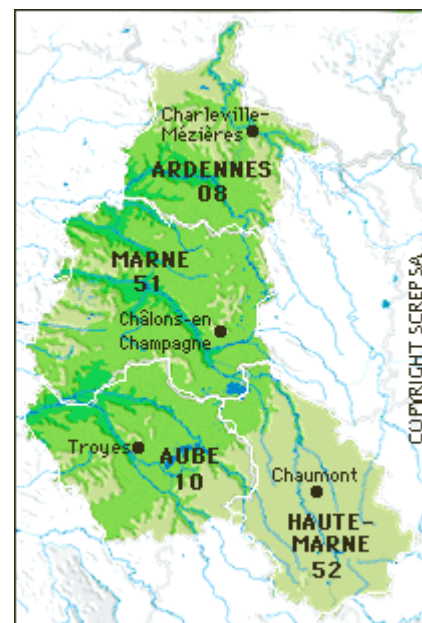 Charleville-
Mézières
ARDENNES
08
MARNE
51
Châlons-en
Champagne
Troyes
AUBE
10
Chaumont
HAUTE-
MARNE
52
COPYRIGHT SCREP SA